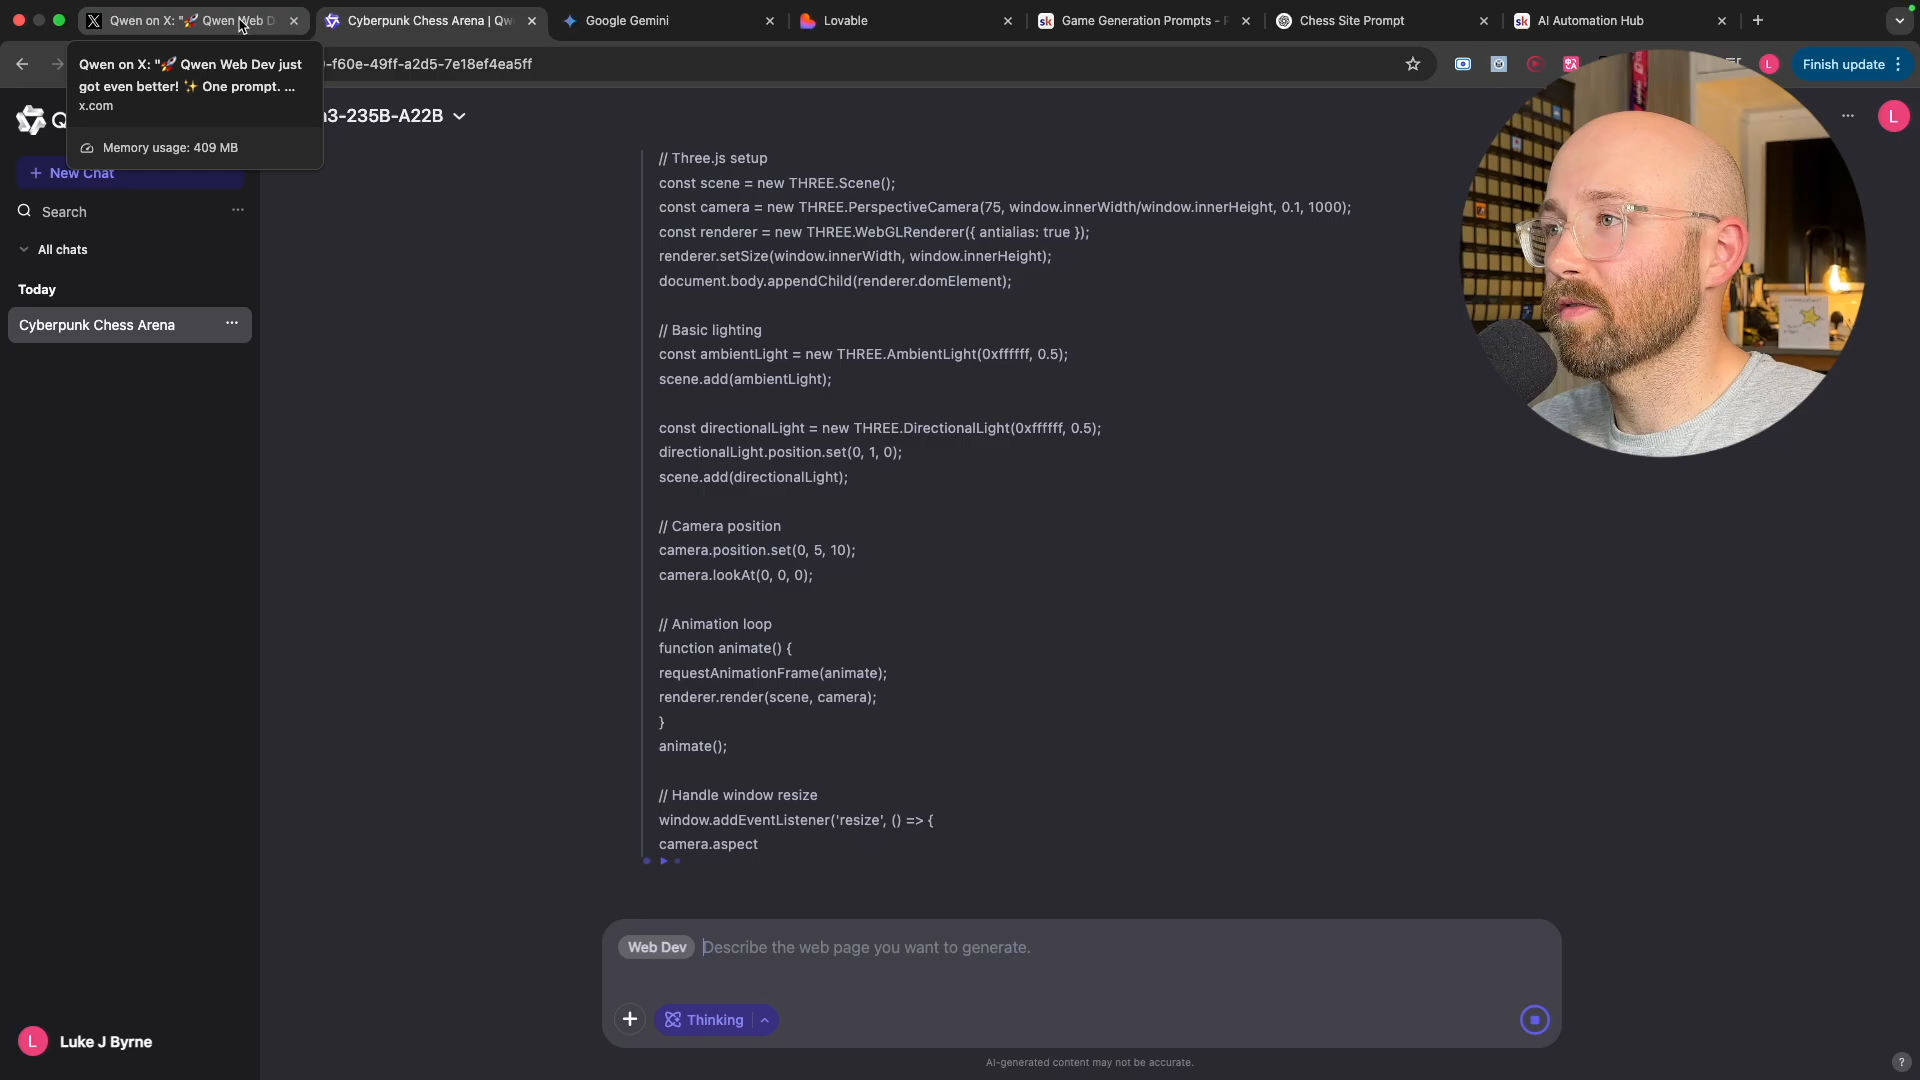 Qwen on X: "🚀 Qwen Web D
Cyberpunk Chess Arena | Qw
Google Gemini
Lovable
sk
Game Generation Prompts - P
Chess Site Prompt
sk
AI Automation Hub
-f60e-49ff-a2d5-7e18ef4ea5ff
L
Finish update
Qwen on X: "🚀 Qwen Web Dev just
got even better! ✨ One prompt. ...
x.com
Memory usage: 409 MB
n3-235B-A22B
L
+ New Chat
Search
All chats
Today
Cyberpunk Chess Arena
// Three.js setup
const scene = new THREE.Scene();
const camera = new THREE.PerspectiveCamera(75, window.innerWidth/window.innerHeight, 0.1, 1000);
const renderer = new THREE.WebGLRenderer({ antialias: true });
renderer.setSize(window.innerWidth, window.innerHeight);
document.body.appendChild(renderer.domElement);
// Basic lighting
const ambientLight = new THREE.AmbientLight(0xffffff, 0.5);
scene.add(ambientLight);
const directionalLight = new THREE.DirectionalLight(0xffffff, 0.5);
directionalLight.position.set(0, 1, 0);
scene.add(directionalLight);
// Camera position
camera.position.set(0, 5, 10);
camera.lookAt(0, 0, 0);
// Animation loop
function animate() {
requestAnimationFrame(animate);
renderer.render(scene, camera);
}
animate();
// Handle window resize
window.addEventListener('resize', () => {
camera.aspect
Web Dev
Describe the web page you want to generate.
Thinking
AI-generated content may not be accurate.
L
Luke J Byrne
?